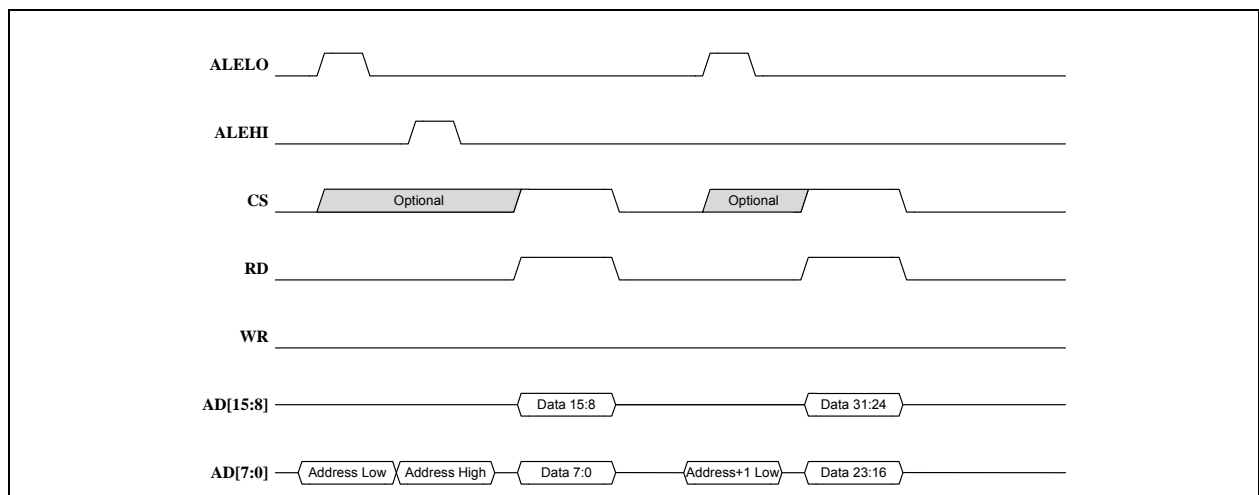 ALELO
ALEHI
CS Optional Optional
RD
WR
AD[15:8] Data 15:8 Data 31:24
AD[7:0] Address Low Address High Data 7:0 Address+1 Low Data 23:16